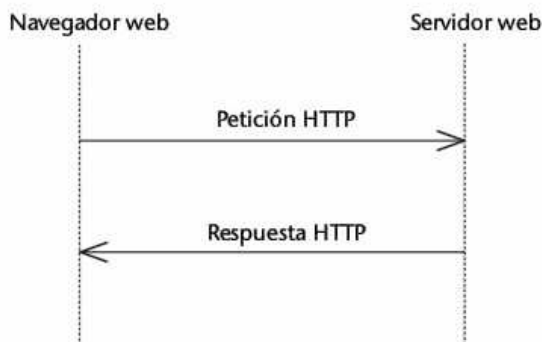 Navegador web
Servidor web
Petición HTTP
Respuesta HTTP